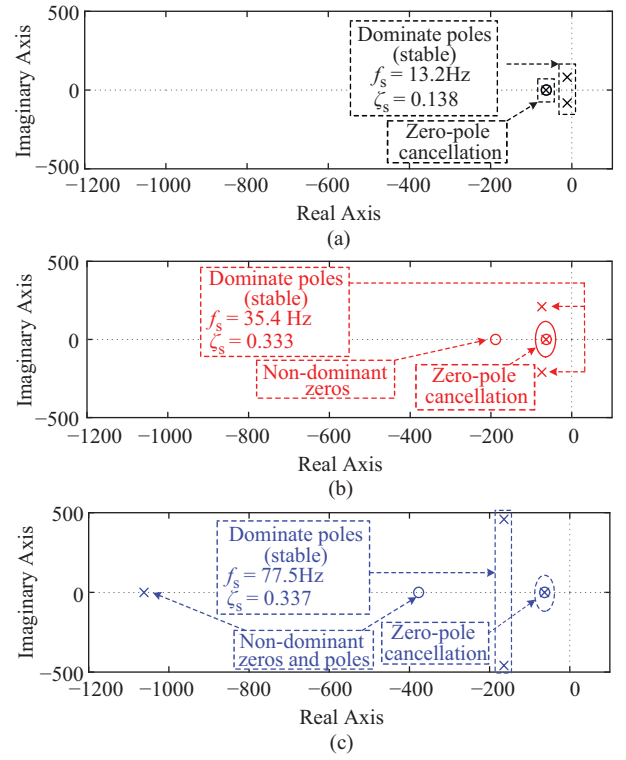 500
0
−500
−1200 −1000 −800 −600 −400 −200 0
Imaginary Axis
Real Axis
Dominate poles
(stable)
fs = 13.2Hz
ζs = 0.138
Zero-pole
cancellation
(a)
500
0
−500
−1200 −1000 −800 −600 −400 −200 0
Imaginary Axis
Real Axis
Dominate poles
(stable)
fs = 35.4 Hz
ζs = 0.333
Non-dominant
zeros
Zero-pole
cancellation
(b)
500
0
−500
−1200 −1000 −800 −600 −400 −200 0
Imaginary Axis
Real Axis
Dominate poles
(stable)
fs = 77.5Hz
ζs = 0.337
Non-dominant
zeros and poles
Zero-pole
cancellation
(c)